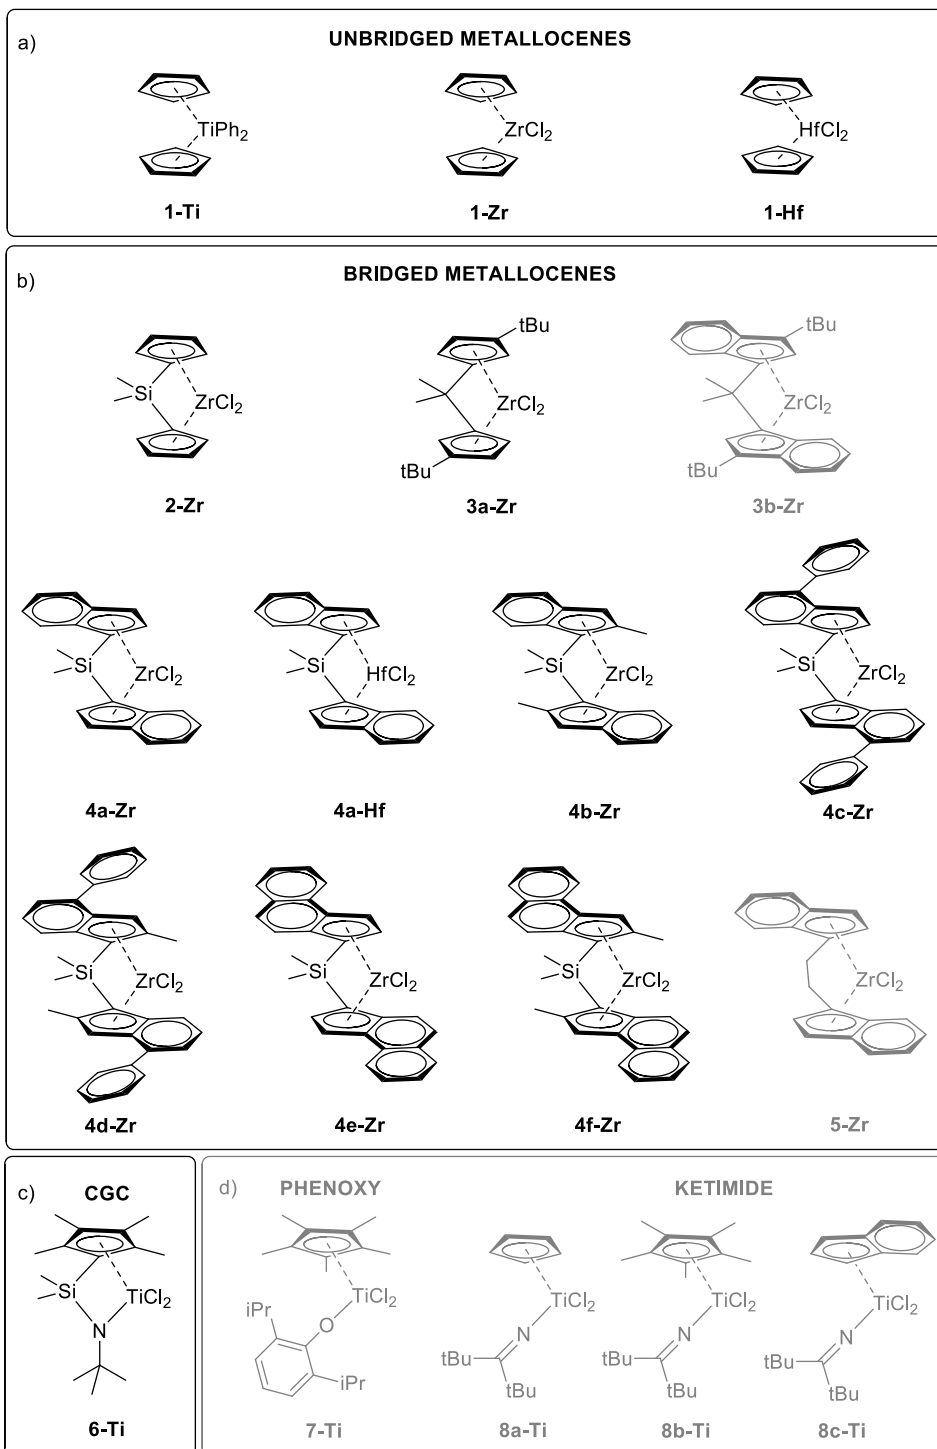 a)
UNBRIDGED METALLOCENES
TiPh2
ZrCl2
HfCl2
1-Ti
1-Zr
1-Hf
b)
BRIDGED METALLOCENES
Si
ZrCl2
2-Zr
tBu
ZrCl2
tBu
3a-Zr
tBu
ZrCl2
tBu
3b-Zr
Si
ZrCl2
4a-Zr
Si
HfCl2
4a-Hf
Si
ZrCl2
4b-Zr
Si
ZrCl2
4c-Zr
Si
ZrCl2
4d-Zr
Si
ZrCl2
4e-Zr
Si
ZrCl2
4f-Zr
ZrCl2
5-Zr
c)
CGC
Si
TiCl2
N
6-Ti
d)
PHENOXY
KETIMIDE
TiCl2
iPr
O
iPr
7-Ti
TiCl2
N
tBu
tBu
8a-Ti
TiCl2
N
tBu
tBu
8b-Ti
TiCl2
N
tBu
tBu
8c-Ti